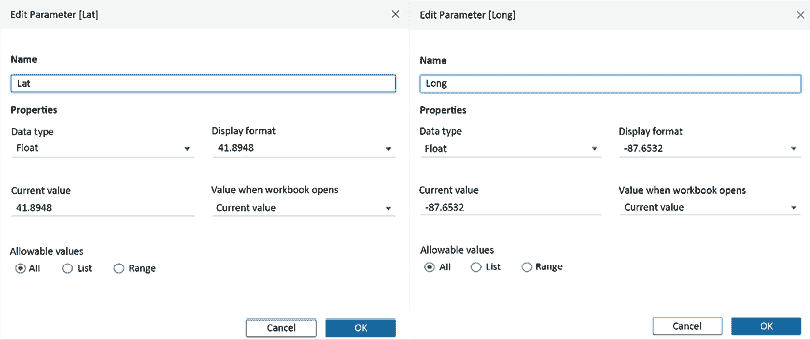 Edit Parameter [Lat]
Name
Lat
Properties
Data type Display format
Float 41.8948
Current value Value when workbook opens
41.8948 Current value
Allowable values
All List Range
Cancel OK
Edit Parameter [Long]
Name
Long
Properties
Data type Display format
Float -87.6532
Current value Value when workbook opens
-87.6532 Current value
Allowable values
All List Range
Cancel OK